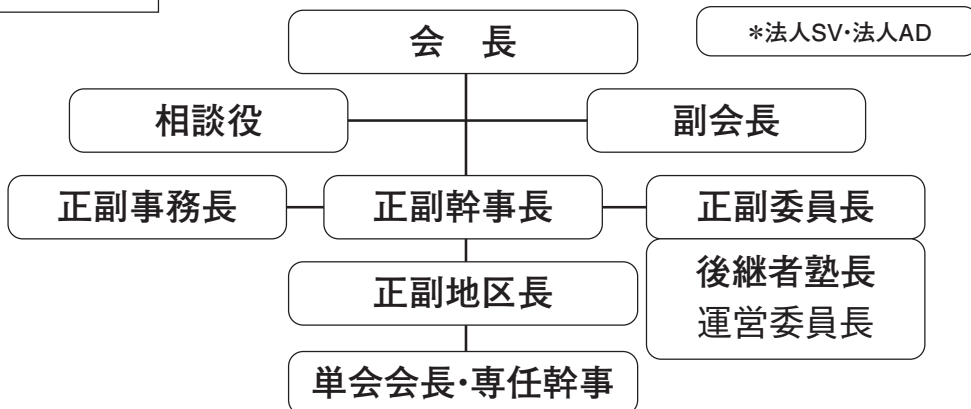 会　長
*法人SV・法人AD
相談役
副会長
正副事務長
正副幹事長
正副委員長
後継者塾長
運営委員長
正副地区長
単会会長・専任幹事